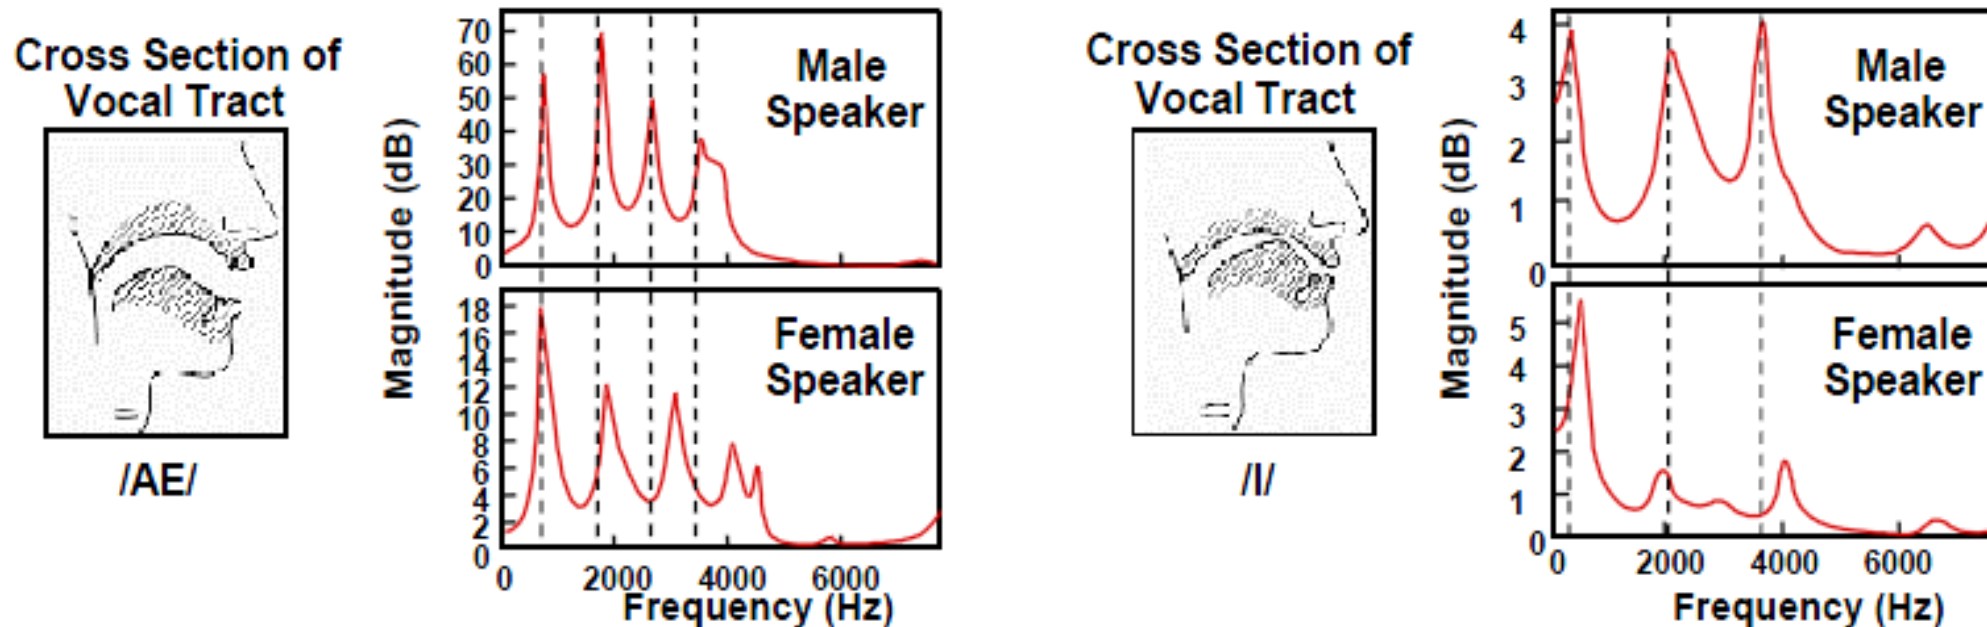 Cross Section of
Vocal Tract
/AE/
Magnitude (dB)
70
60
50
40
30
20
10
0
Male
Speaker
18
16
14
12
10
8
6
4
2
0
Female
Speaker
0 2000 4000 6000
Frequency (Hz)
Cross Section of
Vocal Tract
/I/
Magnitude (dB)
4
3
2
1
0
Male
Speaker
5
4
3
2
1
0
Female
Speaker
0 2000 4000 6000
Frequency (Hz)